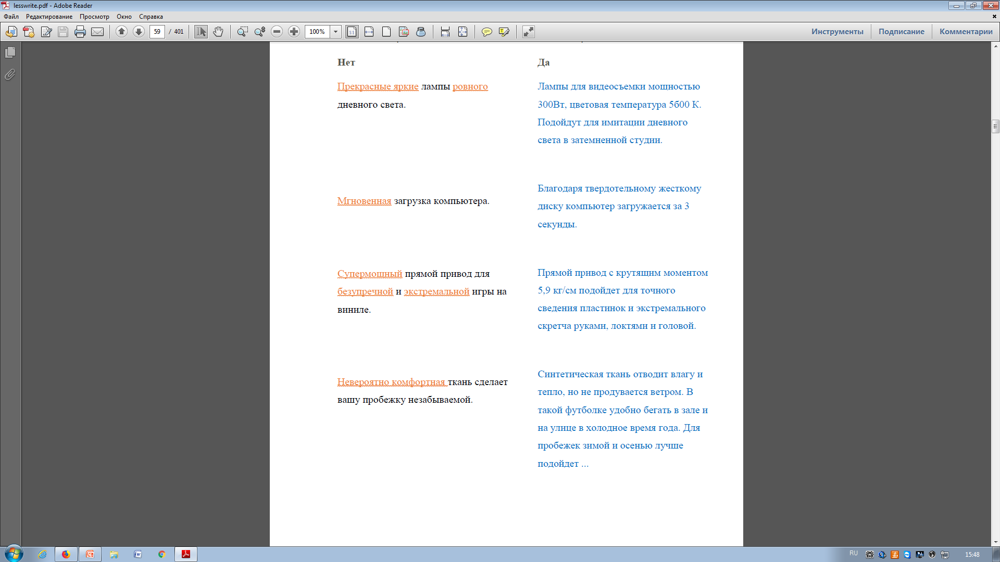 lesswrite.pdf - Adobe Reader
Файл Редактирование Просмотр Окно Справка
59 / 401 100% Инструменты Подписание Комментарии
Нет
Прекрасные яркие лампы ровного
дневного света.
Мгновенная загрузка компьютера.
Супермощный прямой привод для
безупречной и экстремальной игры на
виниле.
Невероятно комфортная ткань сделает
вашу пробежку незабываемой.
Да
Лампы для видеосъемки мощностью
300Вт, цветовая температура 5600 К.
Подойдут для имитации дневного
света в затемненной студии.
Благодаря твердотельному жесткому
диску компьютер загружается за 3
секунды.
Прямой привод с крутящим моментом
5,9 кг/см подойдет для точного
сведения пластинок и экстремального
скретча руками, локтями и головой.
Синтетическая ткань отводит влагу и
тепло, но не продувается ветром. В
такой футболке удобно бегать в зале и
на улице в холодное время года. Для
пробежек зимой и осенью лучше
подойдет ...
RU 15:48